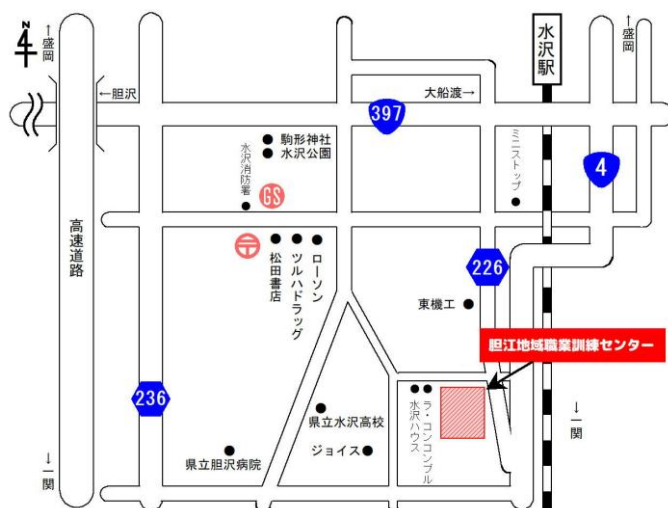 N
↑盛岡
水沢駅
↑盛岡
←胆沢
大船渡→
397
駒形神社
水沢公園
水沢消防署
GS
ミニストップ
4
高速道路
〒
松田書店
ツルハドラッグ
ローソン
226
東機工
胆江地域職業訓練センター
236
県立水沢高校
水沢ハウス
ラ・コンコンブル
↓一関
県立胆沢病院
ジョイス
↓一関